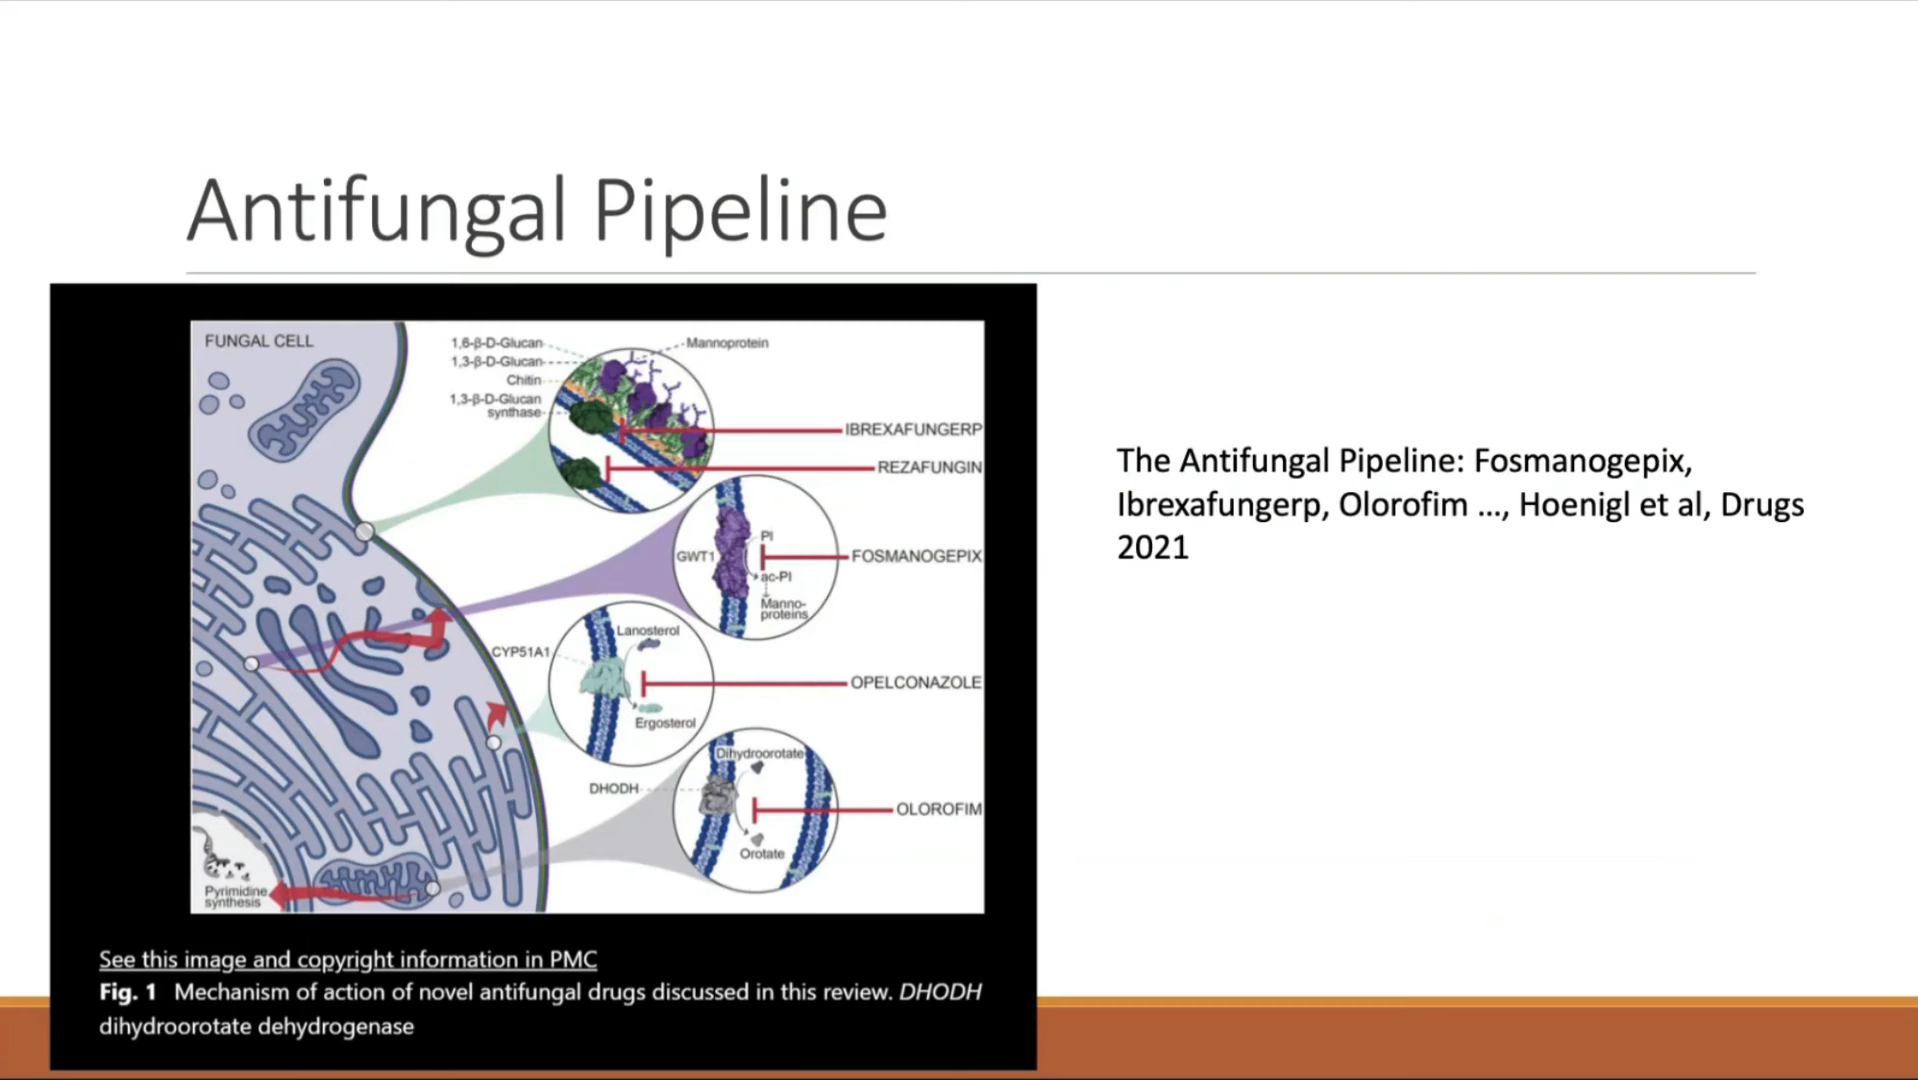 Antifungal Pipeline
FUNGAL CELL
1,6-β-D-Glucan
1,3-β-D-Glucan
Chitin
1,3-β-D-Glucan
synthase
Mannoprotein
IBREXAFUNGERP
REZAFUNGIN
GWT1
PI
ac-PI
Manno-
proteins
FOSMANOGEPIX
CYP51A1
Lanosterol
Ergosterol
OPELCONAZOLE
DHODH
Dihydroorotate
Orotate
OLOROFIM
Pyrimidine
synthesis
See this image and copyright information in PMC
Fig. 1 Mechanism of action of novel antifungal drugs discussed in this review. DHODH
dihydroorotate dehydrogenase
The Antifungal Pipeline: Fosmanogepix,
Ibrexafungerp, Olorofim ..., Hoenigl et al, Drugs
2021